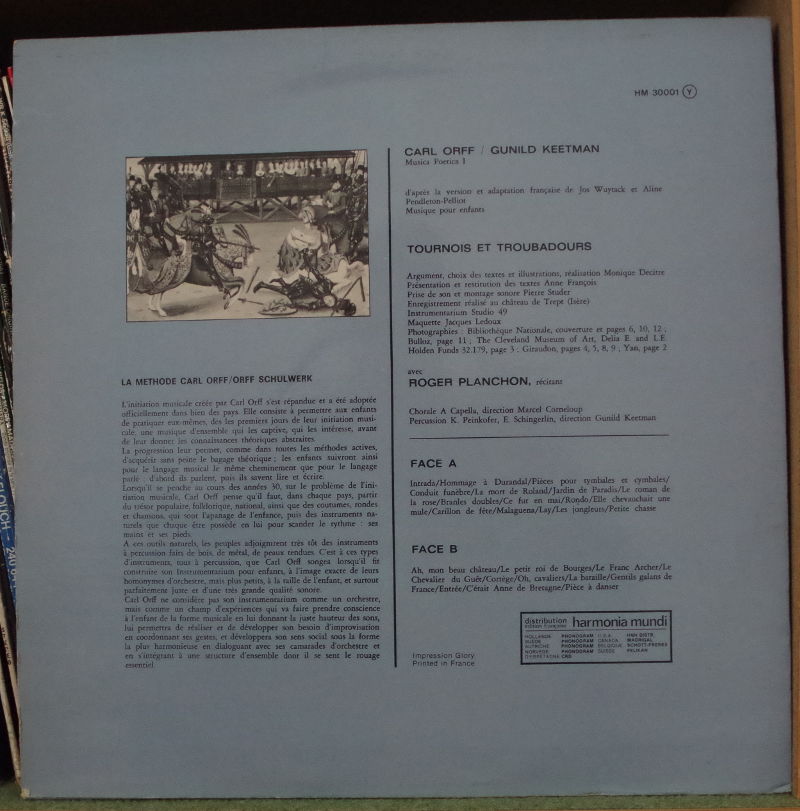 HM 30001 Y
CARL ORFF / GUNILD KEETMAN
Musica Poetica I
d'après la version et adaptation française de Jos Wuytack et Aline
Pendleton-Pelliot
Musique pour enfants
TOURNOIS ET TROUBADOURS
Argument, choix des textes et illustrations, réalisation Monique Decitre
Présentation et restitution des textes Anne François
Prise de son et montage sonore Pierre Studer
Enregistrement réalisé au château de Trept (Isère)
Instrumentarium Studio 49
Maquette Jacques Ledoux
Photographies : Bibliothèque Nationale, couverture et pages 6, 10, 12 ;
Bulloz, page 11 ; The Cleveland Museum of Art, Delia E. and L.E.
Holden Funds 32.179, page 3 ; Giraudon, pages 4, 5, 8, 9 ; Yan, page 2
avec
ROGER PLANCHON, récitant
Chorale A Capella, direction Marcel Corneloup
Percussion K. Peinkofer, E. Schingerlin, direction Gunild Keetman
FACE A
Intrada/Hommage à Durandal/Pièces pour cymbales et cymbales/
Conduit funèbre/La mort de Roland/Jardin de Paradis/Le roman de
la rose/Branles doubles/Ce fut en mai/Rondo/Elle chevauchait une
mule/Carillon de fête/Malaguena/Lay/Les jongleurs/Petite chasse
FACE B
Ah, mon beau château/Le petit roi de Bourges/Le Franc Archer/Le
Chevalier du Guêt/Cortège/Oh, cavaliers/La bataille/Gentils galans de
France/Entrée/C'était Anne de Bretagne/Pièce à danser
LA METHODE CARL ORFF/ORFF SCHULWERK
L'initiation musicale créée par Carl Orff s'est répandue et a été adoptée
officiellement dans bien des pays. Elle consiste à permettre aux enfants
de pratiquer eux-mêmes, dès les premiers jours de leur initiation musi-
cale, une musique d'ensemble qui les captive, qui les intéresse, avant
de leur donner les connaissances théoriques abstraites.
La progression leur permet, comme dans toutes les méthodes actives,
d'acquérir sans peine le bagage théorique ; les enfants suivront ainsi
pour le langage musical le même cheminement que pour le langage
parlé : d'abord ils parlent, puis ils savent lire et écrire.
Lorsqu'il se penche au cours des années 30, sur le problème de l'ini-
tiation musicale, Carl Orff pense qu'il faut, dans chaque pays, partir
du trésor populaire, folklorique, national, ainsi que des coutumes, rondes
et chansons, qui sont l'apanage de l'enfance, puis des instruments na-
turels que chaque être possède en lui pour scander le rythme : ses
mains et ses pieds.
A ces outils naturels, les peuples adjoignirent très tôt des instruments
à percussion faits de bois, de métal, de peaux tendues. C'est à ces types
d'instruments, tous à percussion, que Carl Orff songea lorsqu'il fit
construire son Instrumentarium pour enfants, à l'image exacte de leurs
homonymes d'orchestre, mais plus petits, à la taille de l'enfant, et surtout
parfaitement juste et d'une très grande qualité sonore.
Carl Orff ne considère pas son instrumentarium comme un orchestre,
mais comme un champ d'expériences qui va faire prendre conscience
à l'enfant de la forme musicale en lui donnant la juste hauteur des sons,
lui permettra de réaliser et de développer son besoin d'improvisation
en coordonnant ses gestes, et développera son sens social sous la forme
la plus harmonieuse en dialoguant avec ses camarades d'orchestre et
en s'intégrant à une structure d'ensemble dont il se sent le rouage
essentiel.
Impression Glory
Printed in France
distribution
édition française
harmonia mundi
HOLLANDE PHONOGRAM U.S.A. HNH DISTR.
SUEDE PHONOGRAM CANADA MADRIGAL
AUTRICHE PHONOGRAM BELGIQUE SCHOTT-FRERES
NORVEGE PHONOGRAM SUISSE PELIKAN
GDE BRETAGNE CRD